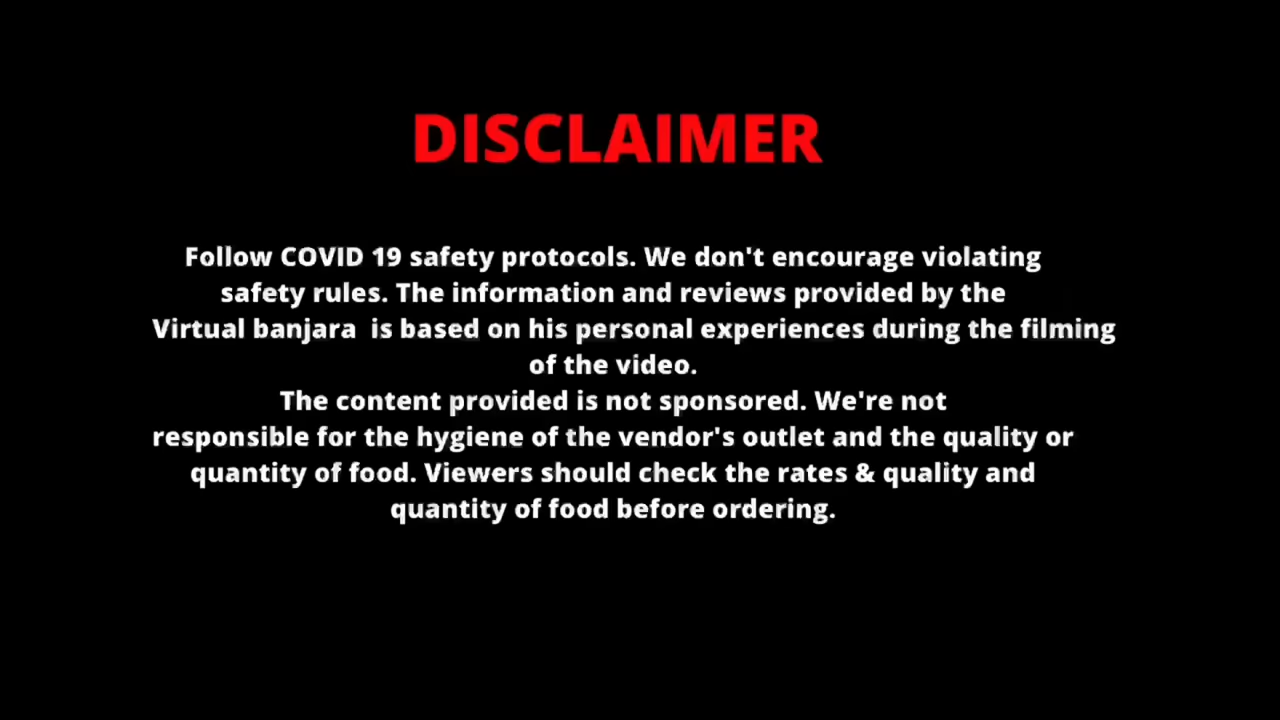 DISCLAIMER
Follow COVID 19 safety protocols. We don't encourage violating
safety rules. The information and reviews provided by the
Virtual banjara  is based on his personal experiences during the filming
of the video.
The content provided is not sponsored. We're not
responsible for the hygiene of the vendor's outlet and the quality or
quantity of food. Viewers should check the rates & quality and
quantity of food before ordering.